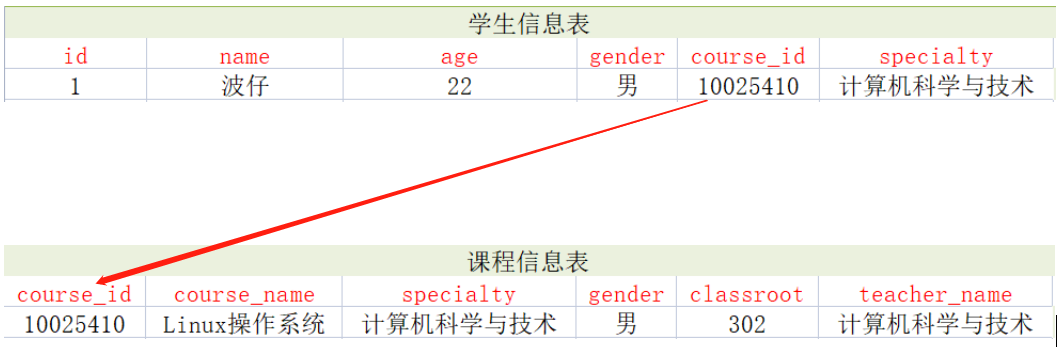 学生信息表
id name age gender course_id specialty
1 波仔 22 男 10025410 计算机科学与技术
课程信息表
course_id course_name specialty gender classroot teacher_name
10025410 Linux操作系统 计算机科学与技术 男 302 计算机科学与技术